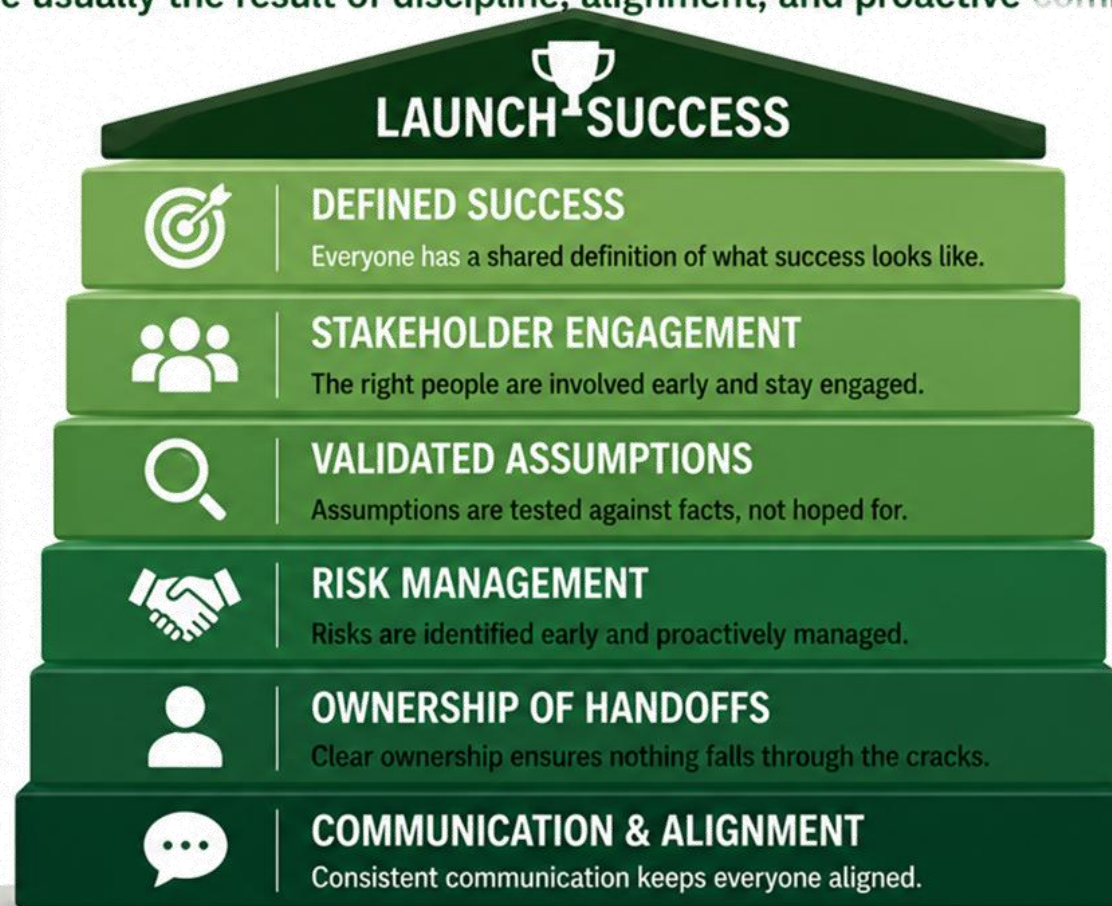 usually the result of discipline, alignment, and proactive
LAUNCH SUCCESS
DEFINED SUCCESS
Everyone has a shared definition of what success looks like.
STAKEHOLDER ENGAGEMENT
The right people are involved early and stay engaged.
VALIDATED ASSUMPTIONS
Assumptions are tested against facts, not hoped for.
RISK MANAGEMENT
Risks are identified early and proactively managed.
OWNERSHIP OF HANDOFFS
Clear ownership ensures nothing falls through the cracks.
COMMUNICATION & ALIGNMENT
Consistent communication keeps everyone aligned.